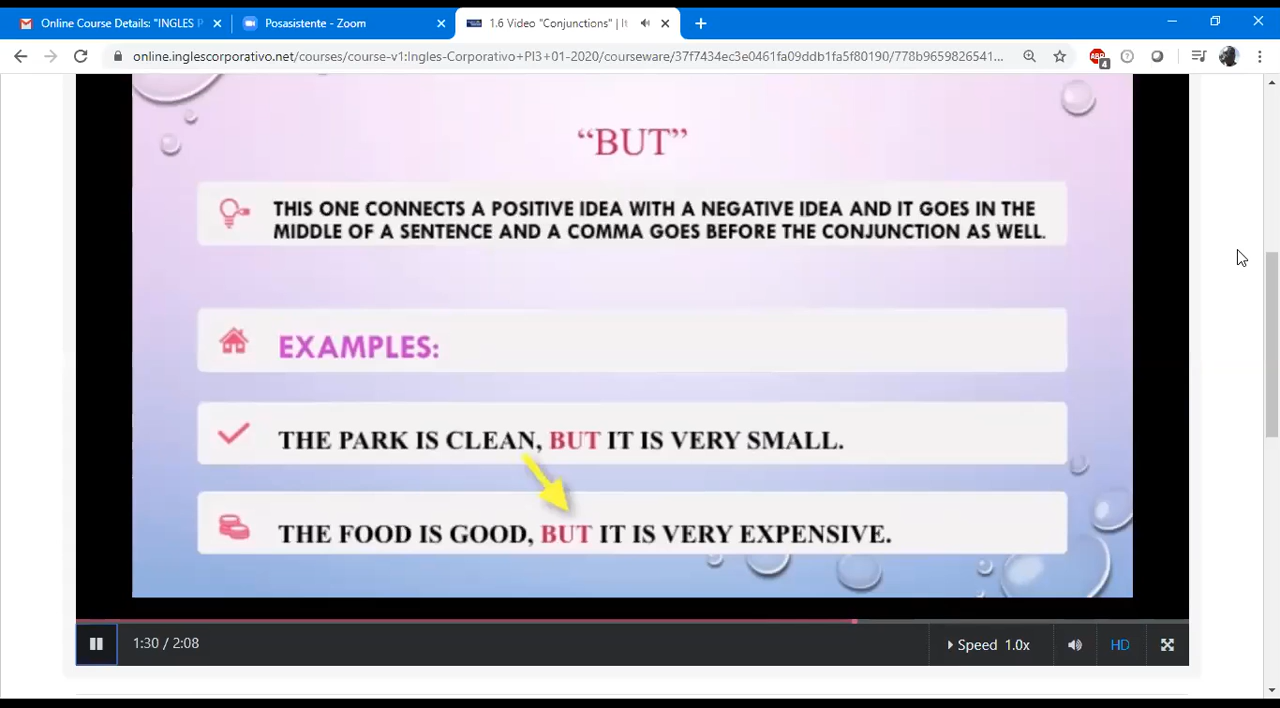 Online Course Details: "INGLES P
Posasistente - Zoom
1.6 Video "Conjunctions" | It
online.inglescorporativo.net/courses/course-v1:Ingles-Corporativo+PI3+01-2020/courseware/37f7434ec3e0461fa09ddb1fa5f80190/778b9659826541...
4
"BUT"
THIS ONE CONNECTS A POSITIVE IDEA WITH A NEGATIVE IDEA AND IT GOES IN THE
MIDDLE OF A SENTENCE AND A COMMA GOES BEFORE THE CONJUNCTION AS WELL.
EXAMPLES:
THE PARK IS CLEAN, BUT IT IS VERY SMALL.
THE FOOD IS GOOD, BUT IT IS VERY EXPENSIVE.
1:30 / 2:08
Speed 1.0x
HD